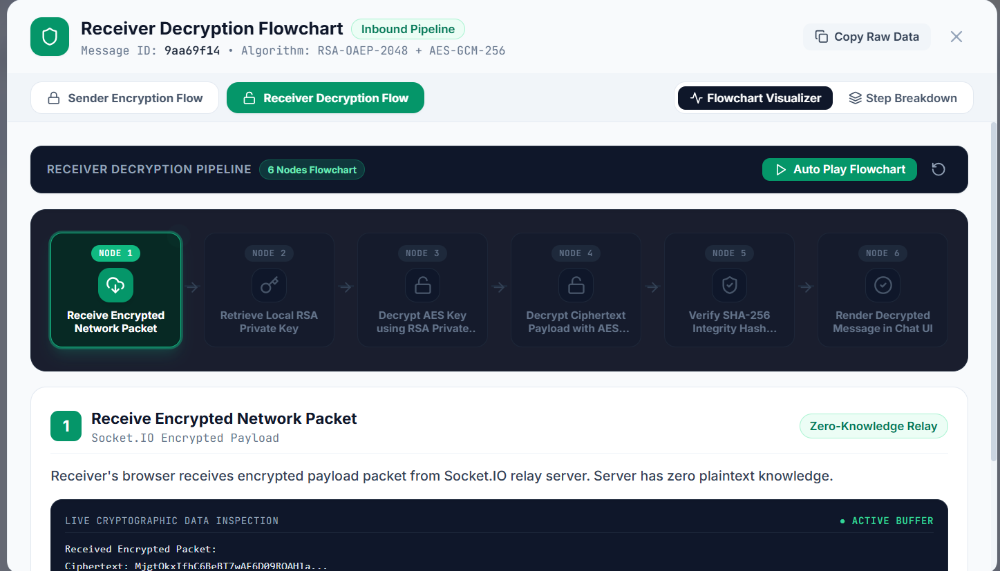 Receiver Decryption Flowchart
Inbound Pipeline
Message ID: 9aa69f14 • Algorithm: RSA-OAEP-2048 + AES-GCM-256
Copy Raw Data
Sender Encryption Flow
Receiver Decryption Flow
Flowchart Visualizer
Step Breakdown
RECEIVER DECRYPTION PIPELINE
6 Nodes Flowchart
Auto Play Flowchart
NODE 1
Receive Encrypted
Network Packet
NODE 2
Retrieve Local RSA
Private Key
NODE 3
Decrypt AES Key
using RSA Private..
NODE 4
Decrypt Ciphertext
Payload with AES...
NODE 5
Verify SHA-256
Integrity Hash...
NODE 6
Render Decrypted
Message in Chat UI
1
Receive Encrypted Network Packet
Socket.IO Encrypted Payload
Zero-Knowledge Relay
Receiver's browser receives encrypted payload packet from Socket.IO relay server. Server has zero plaintext knowledge.
LIVE CRYPTOGRAPHIC DATA INSPECTION
ACTIVE BUFFER
Received Encrypted Packet:
Ciphertext: